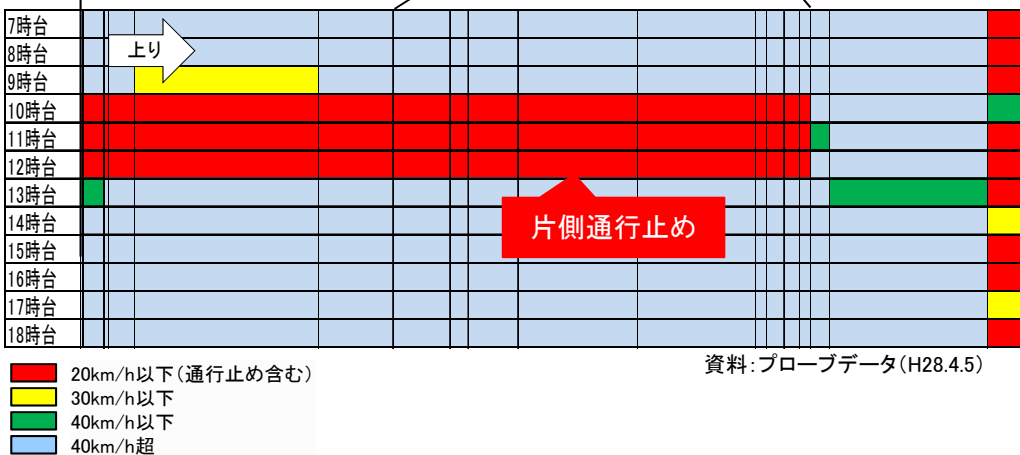 7時台
上り
8時台
9時台
10時台
11時台
12時台
13時台
片側通行止め
14時台
15時台
16時台
17時台
18時台
資料:プローブデータ(H28.4.5)
20km/h以下(通行止め含む)
30km/h以下
40km/h以下
40km/h超